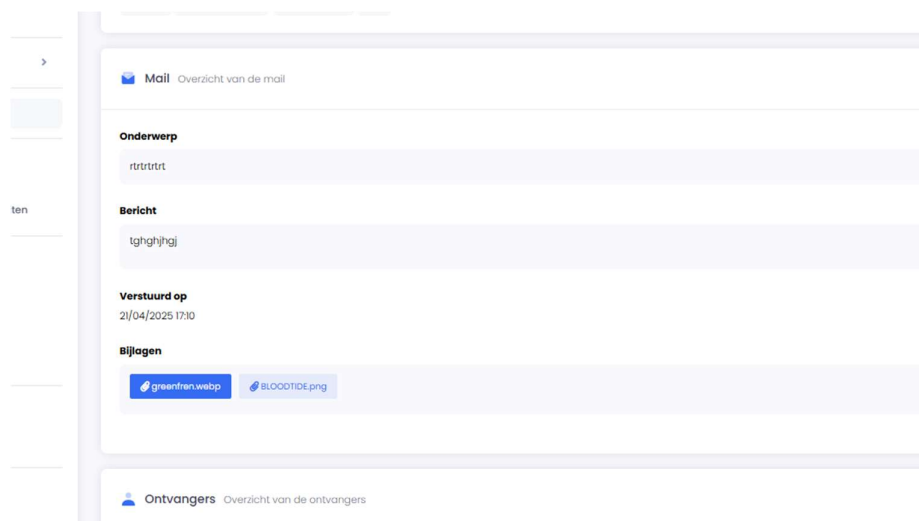 Mail Overzicht van de mail
Onderwerp
rtrtrtrtrt
Bericht
tghghjhgj
ten
Verstuurd op
21/04/2025 17:10
Bijlagen
greenfren.webp BLOODTIDE.png
Ontvangers Overzicht van de ontvangers